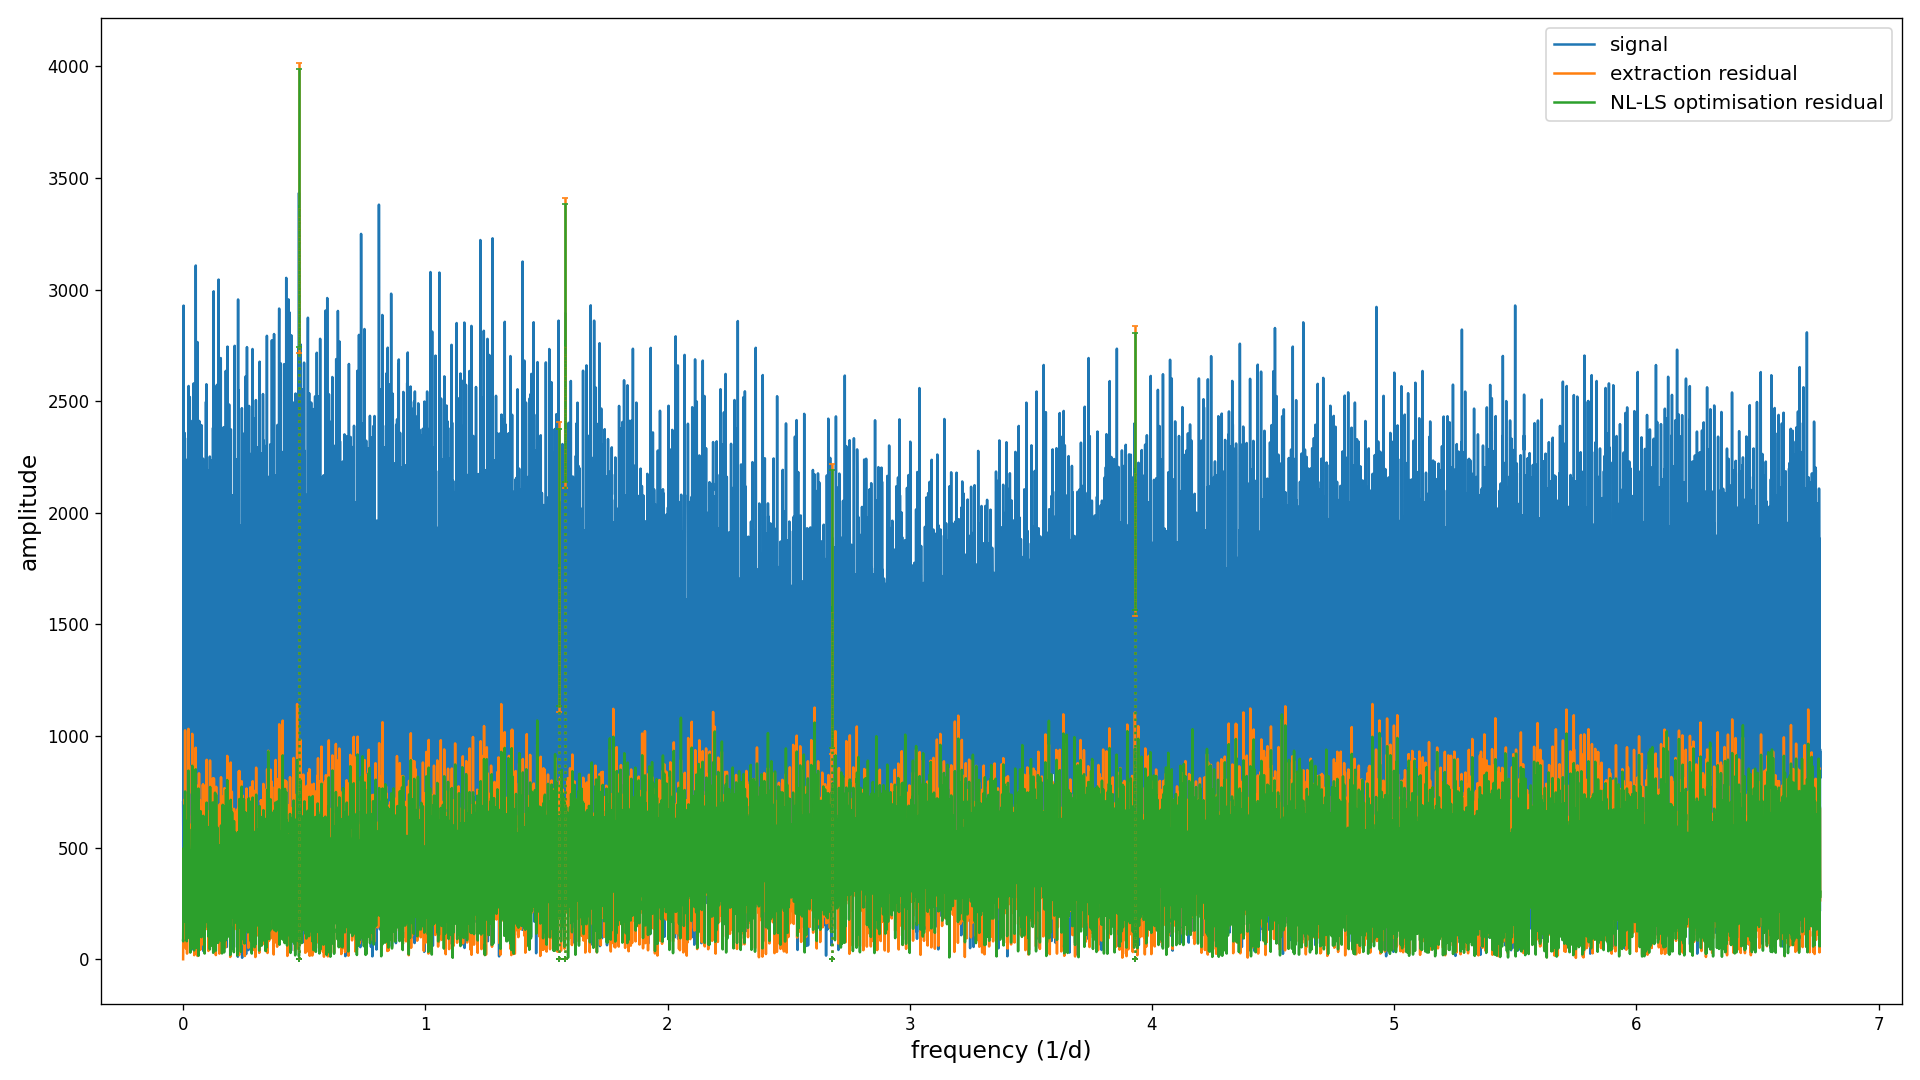 signal
extraction residual
NL-LS optimisation residual
4000
3500
3000
2500
2000
1500
1000
500
0
amplitude
0 1 2 3 4 5 6 7
frequency (1/d)